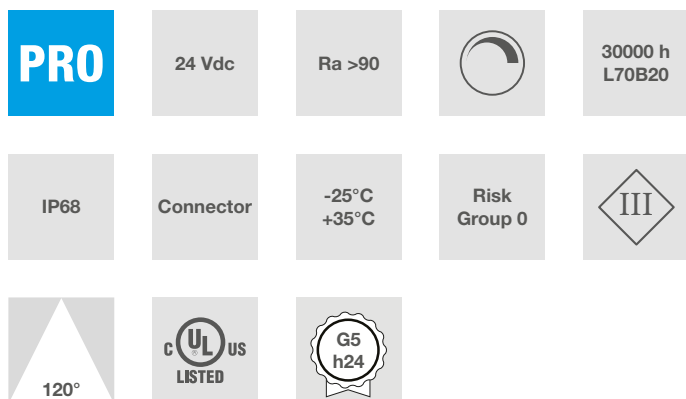 PRO
24 Vdc
Ra >90
30000 h
L70B20
IP68
Connector
-25°C
+35°C
Risk
Group 0
III
120°
C UL US
®
LISTED
G5
h24